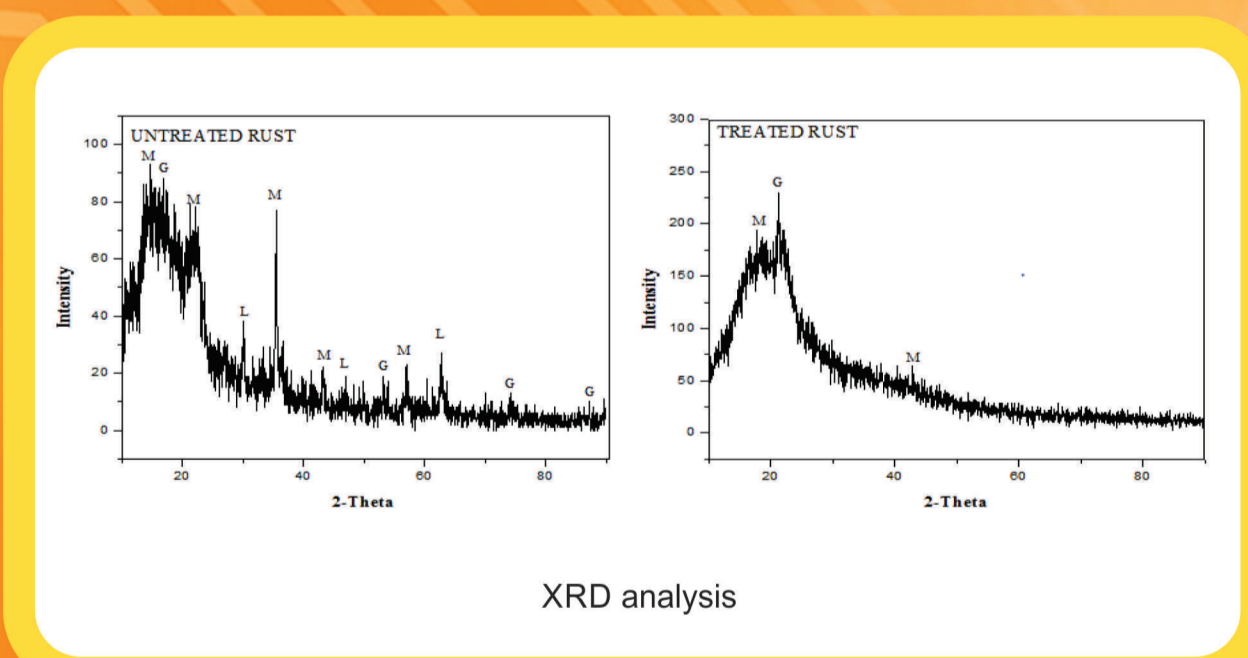 UNTREATED RUST
M
G
M
M
L
M
L
G
M
L
G
G
100
80
60
40
20
0
Intensity
20 40 60 80
2-Theta
TREATED RUST
M
G
M
300
250
200
150
100
50
0
Intensity
20 40 60 80
2-Theta
XRD analysis